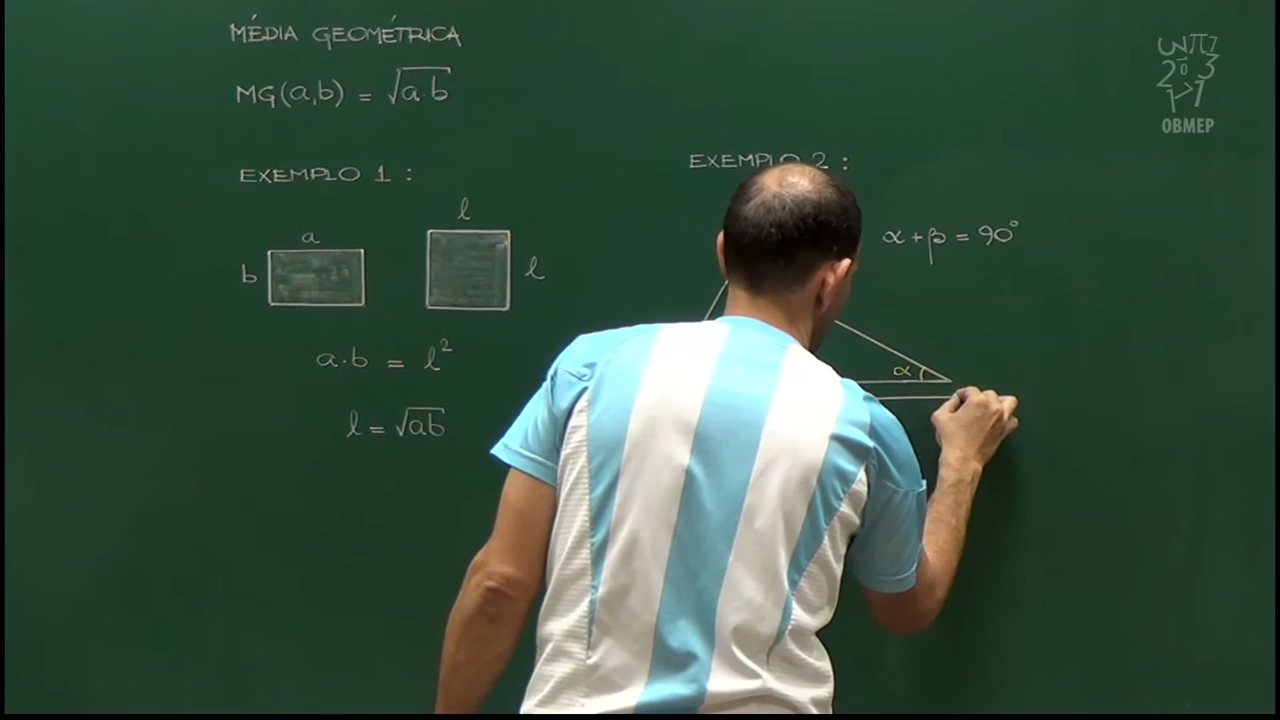 MÉDIA GEOMÉTRICA
MG(a,b) = √a·b
EXEMPLO 1 :
a
b
l
l
a·b = l²
l = √ab
EXEMPLO 2 :
α + β = 90°
α
OBMEP